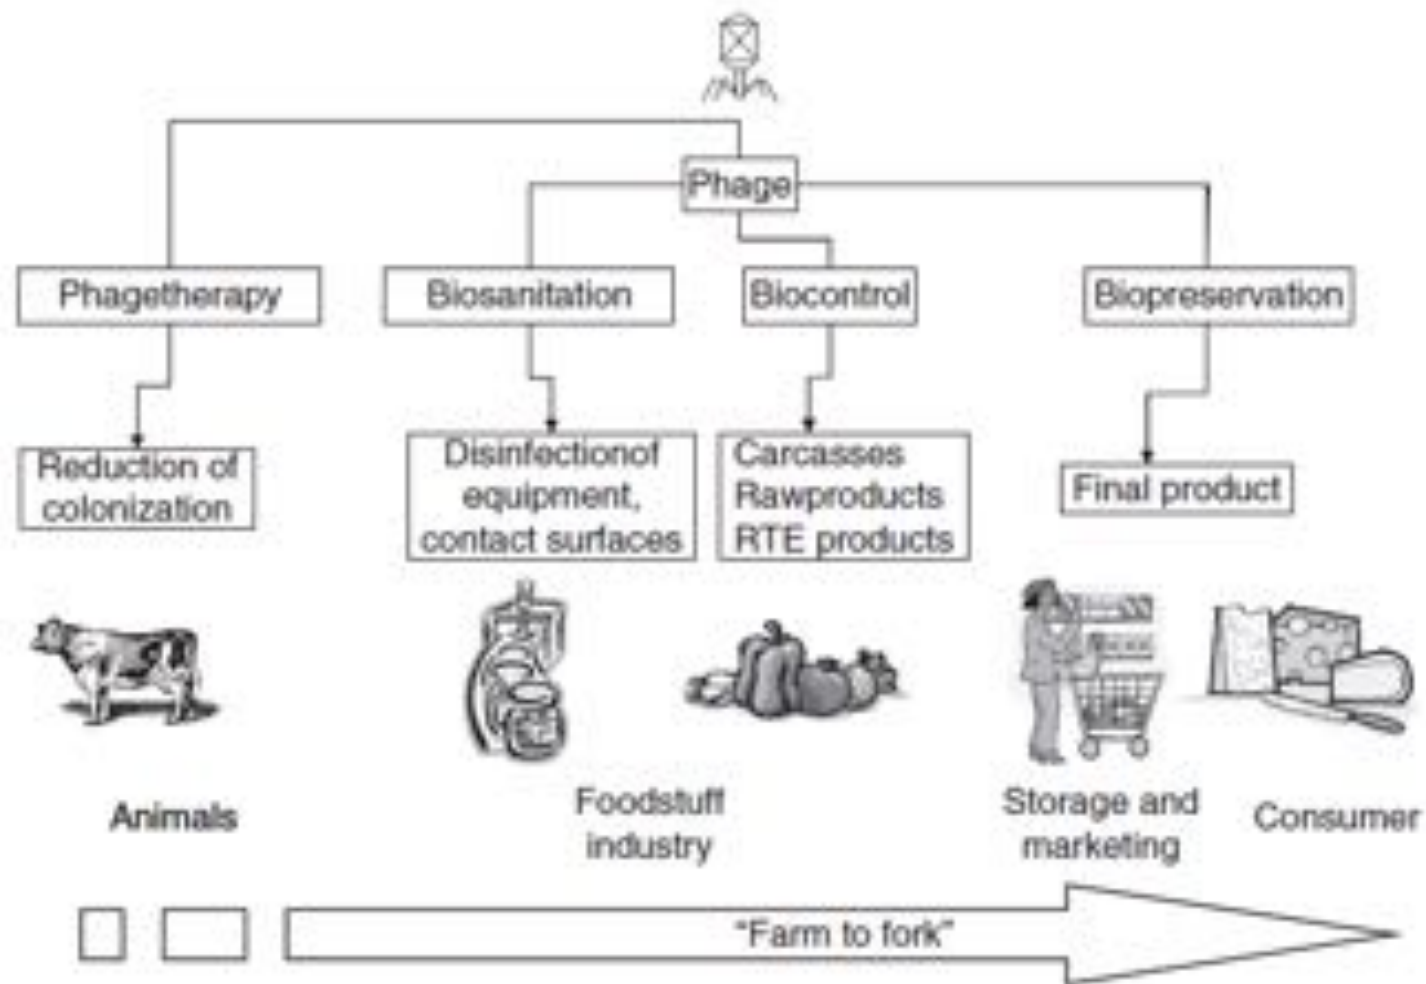 Phage
Phagetherapy
Biosanitation
Biocontrol
Biopreservation
Reduction of
colonization
Disinfectionof
equipment,
contact surfaces
Carcasses
Rawproducts
RTE products
Final product
Animals
Foodstuff
industry
Storage and
marketing
Consumer
"Farm to fork"